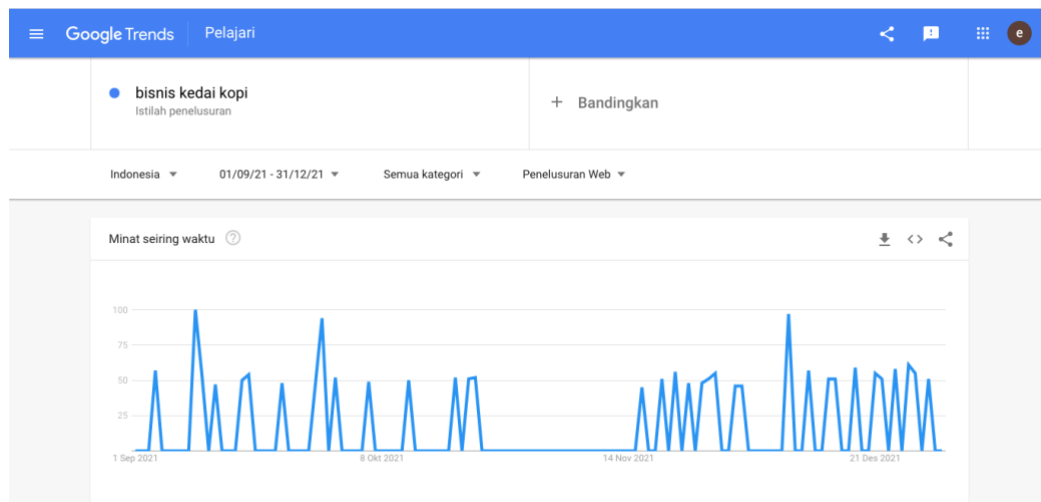 Google Trends Pelajari
e
bisnis kedai kopi
Istilah penelusuran
+ Bandingkan
Indonesia 01/09/21 - 31/12/21 Semua kategori Penelusuran Web
Minat seiring waktu ?
100
75
50
25
1 Sep 2021 8 Okt 2021 14 Nov 2021 21 Des 2021